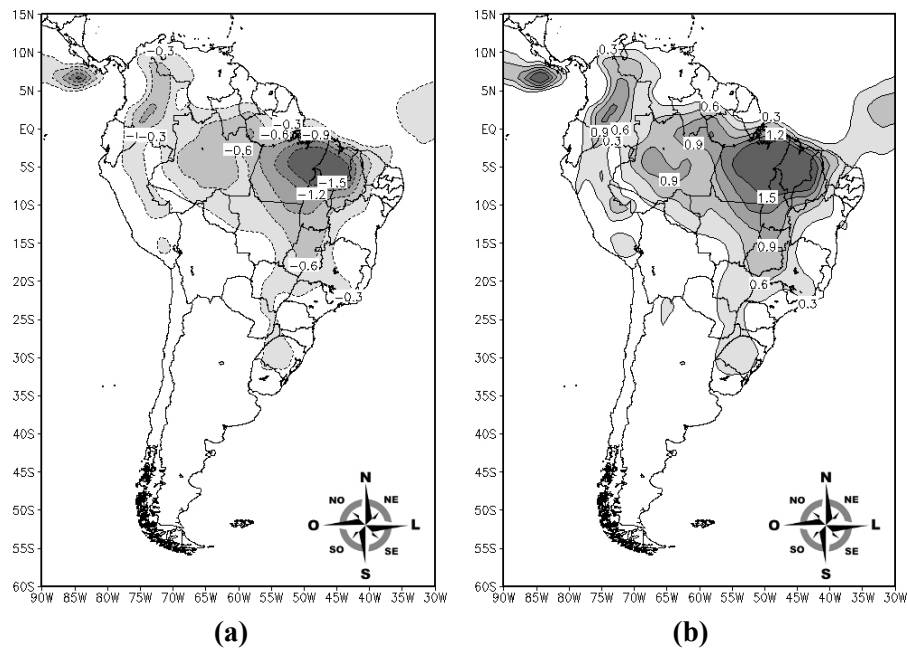 15N
10N
5N
EQ
5S
10S
15S
20S
25S
30S
35S
40S
45S
50S
55S
60S
90W 85W 80W 75W 70W 65W 60W 55W 50W 45W 40W 35W 30W
−0.3
−0.3
−0.3
−0.6 −0.9
−0.6
−1.5
−1.2
−0.6
−0.3
N
NO NE
O L
SO SE
S
(a)
15N
10N
5N
EQ
5S
10S
15S
20S
25S
30S
35S
40S
45S
50S
55S
60S
90W 85W 80W 75W 70W 65W 60W 55W 50W 45W 40W 35W 30W
0.3
0.6
0.3
0.9 0.6
1.2
0.3
0.9
0.9
1.5
0.9
0.6
0.3
N
NO NE
O L
SO SE
S
(b)